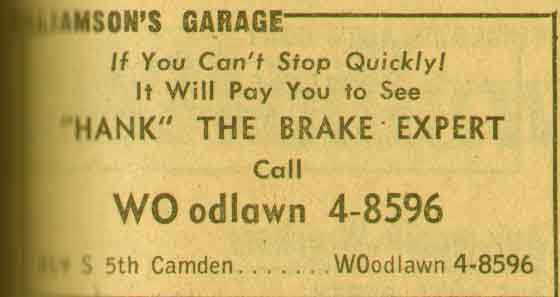 LIAMSON'S GARAGE
If You Can't Stop Quickly!
It Will Pay You to See
"HANK" THE BRAKE EXPERT
Call
WO odlawn 4-8596
S 5th Camden.......WOodlawn 4-8596